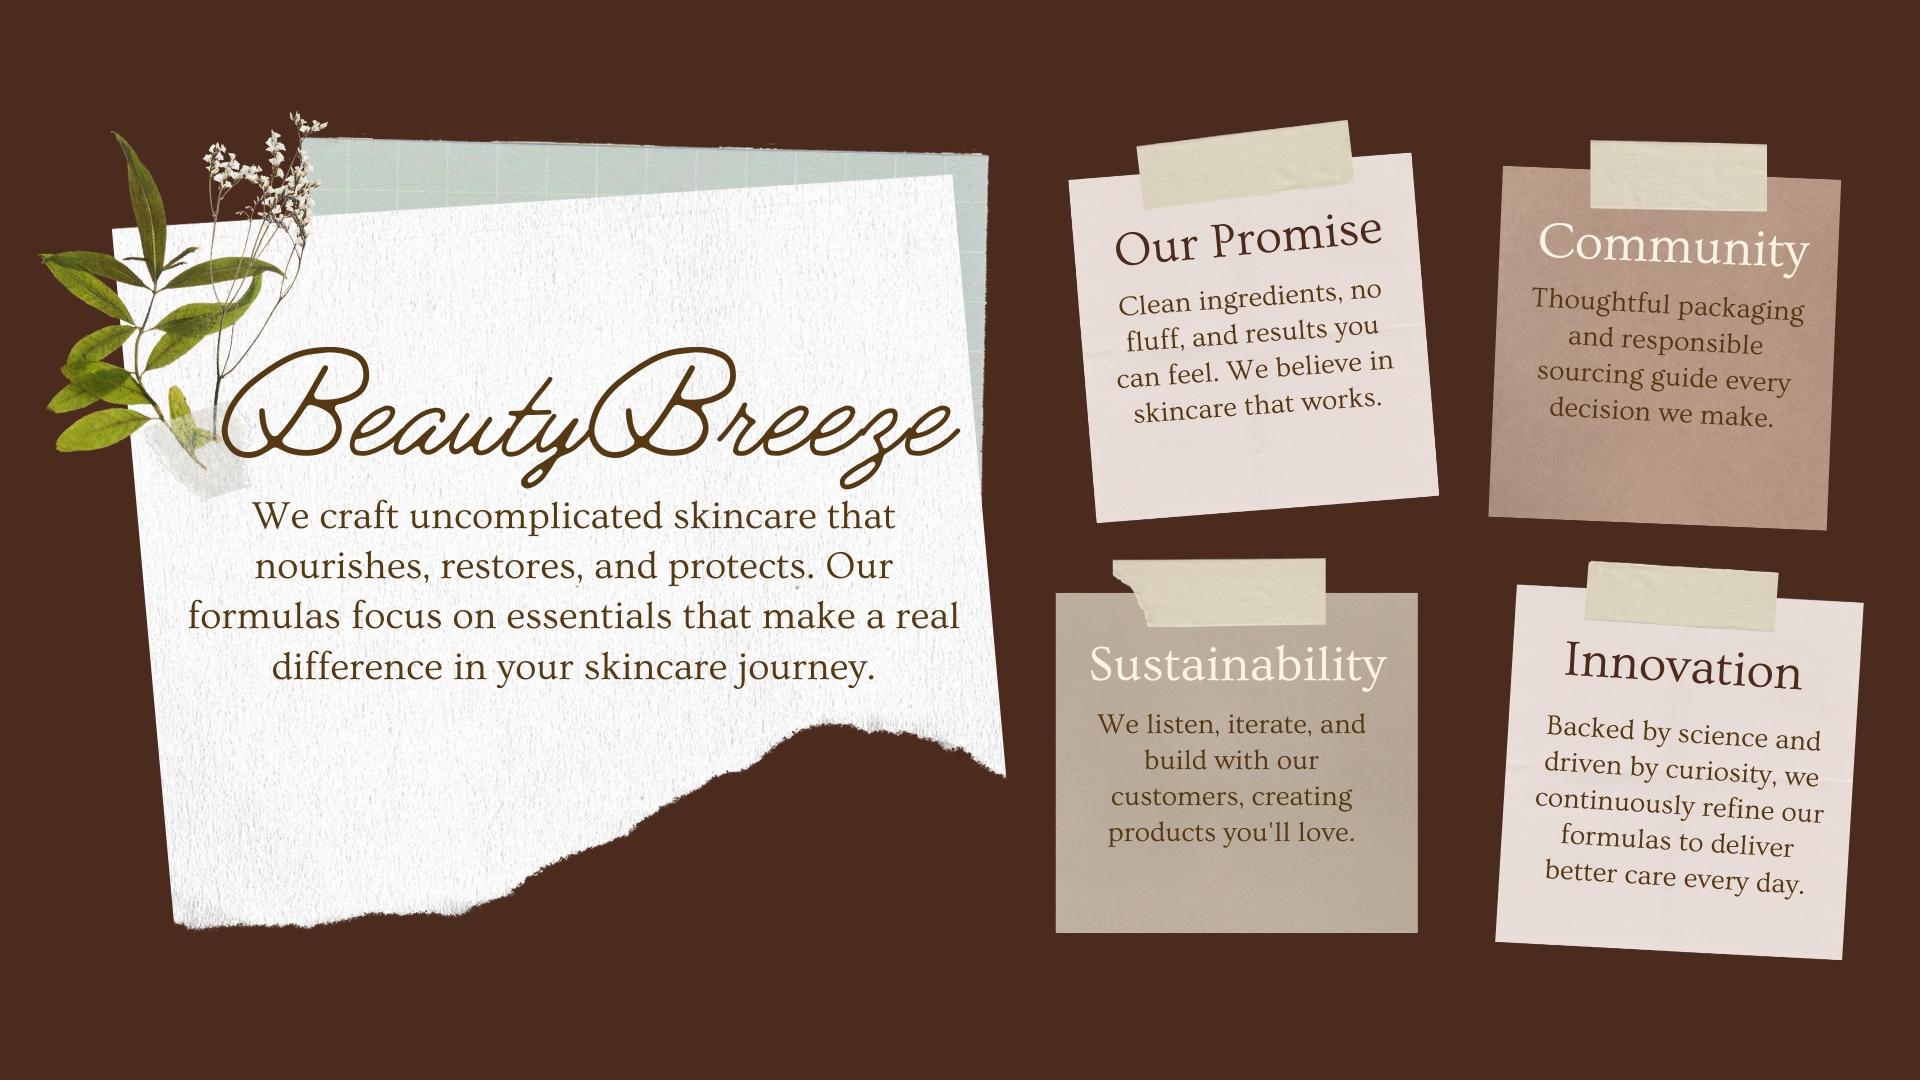 BeautyBreeze
We craft uncomplicated skincare that
nourishes, restores, and protects. Our
formulas focus on essentials that make a real
difference in your skincare journey.
Our Promise
Clean ingredients, no
fluff, and results you
can feel. We believe in
skincare that works.
Community
Thoughtful packaging
and responsible
sourcing guide every
decision we make.
Sustainability
We listen, iterate, and
build with our
customers, creating
products you'll love.
Innovation
Backed by science and
driven by curiosity, we
continuously refine our
formulas to deliver
better care every day.